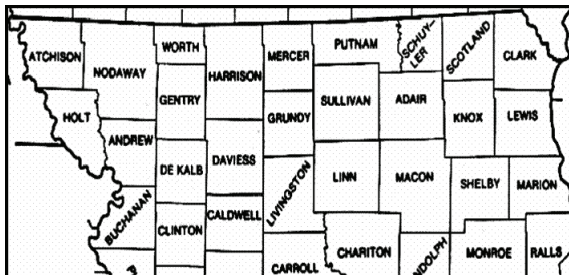 ATCHISON
NODAWAY
WORTH
HARRISON
MERCER
PUTNAM
SCHUY-
LER
SCOTLAND
CLARK
HOLT
ANDREW
GENTRY
GRUNDY
SULLIVAN
ADAIR
KNOX
LEWIS
DE KALB
DAVIESS
LIVINGSTON
LINN
MACON
SHELBY
MARION
BUCHANAN
CLINTON
CALDWELL
CARROLL
CHARITON
MONROE
RALLS